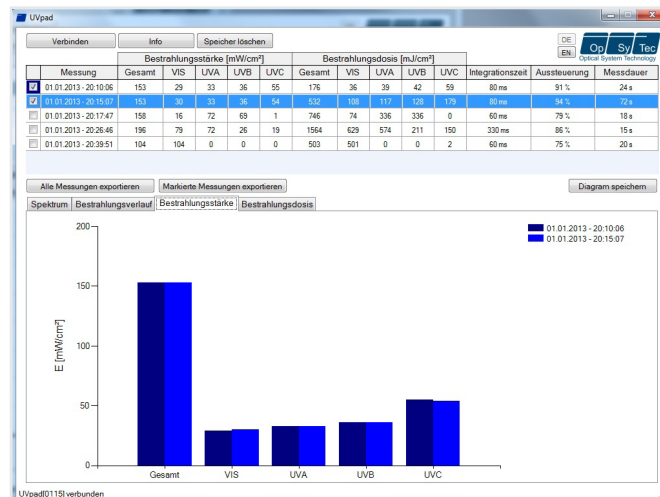 UVpad
Verbinden Info Speicher löschen DE EN
Op Sy Tec
Optical System Technology
Bestrahlungsstärke [mW/cm²] Bestrahlungsdosis [mJ/cm²]
Messung Gesamt VIS UVA UVB UVC Gesamt VIS UVA UVB UVC Integrationszeit Aussteuerung Messdauer
01.01.2013 - 20:10:06 153 29 33 36 55 176 36 39 42 59 80 ms 91 % 24 s
01.01.2013 - 20:15:07 153 30 33 36 54 532 108 117 128 179 80 ms 94 % 72 s
01.01.2013 - 20:17:47 158 16 72 69 1 746 74 336 336 0 60 ms 79 % 18 s
01.01.2013 - 20:26:46 196 79 72 26 19 1564 629 574 211 150 330 ms 86 % 15 s
01.01.2013 - 20:39:51 104 104 0 0 0 503 501 0 0 2 60 ms 75 % 20 s
Alle Messungen exportieren Markierte Messungen exportieren Diagram speichern
Spektrum Bestrahlungsverlauf Bestrahlungsstärke Bestrahlungsdosis
01.01.2013 - 20:10:06
01.01.2013 - 20:15:07
E [mW/cm²]
200
150
100
50
0
Gesamt VIS UVA UVB UVC
UVpad[0115] verbunden